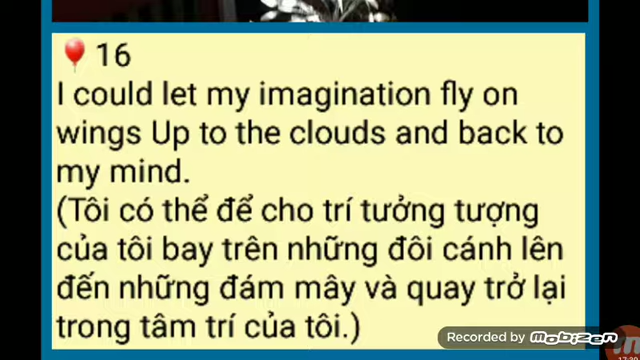 🎈16
I could let my imagination fly on
wings Up to the clouds and back to
my mind.
(Tôi có thể để cho trí tưởng tượng
của tôi bay trên những đôi cánh lên
đến những đám mây và quay trở lại
trong tâm trí của tôi.)
Recorded by mobizen
17:30